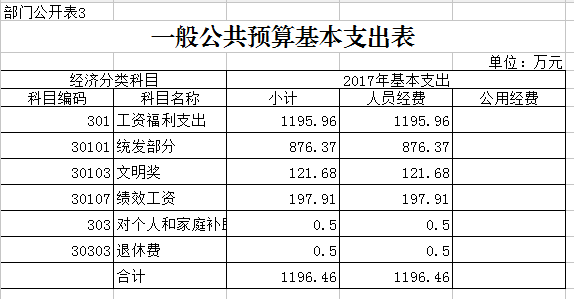 部门公开表3
一般公共预算基本支出表
单位：万元
经济分类科目 2017年基本支出
科目编码 科目名称 小计 人员经费 公用经费
301 工资福利支出 1195.96 1195.96
30101 统发部分 876.37 876.37
30103 文明奖 121.68 121.68
30107 绩效工资 197.91 197.91
303 对个人和家庭补助 0.5 0.5
30303 退休费 0.5 0.5
合计 1196.46 1196.46